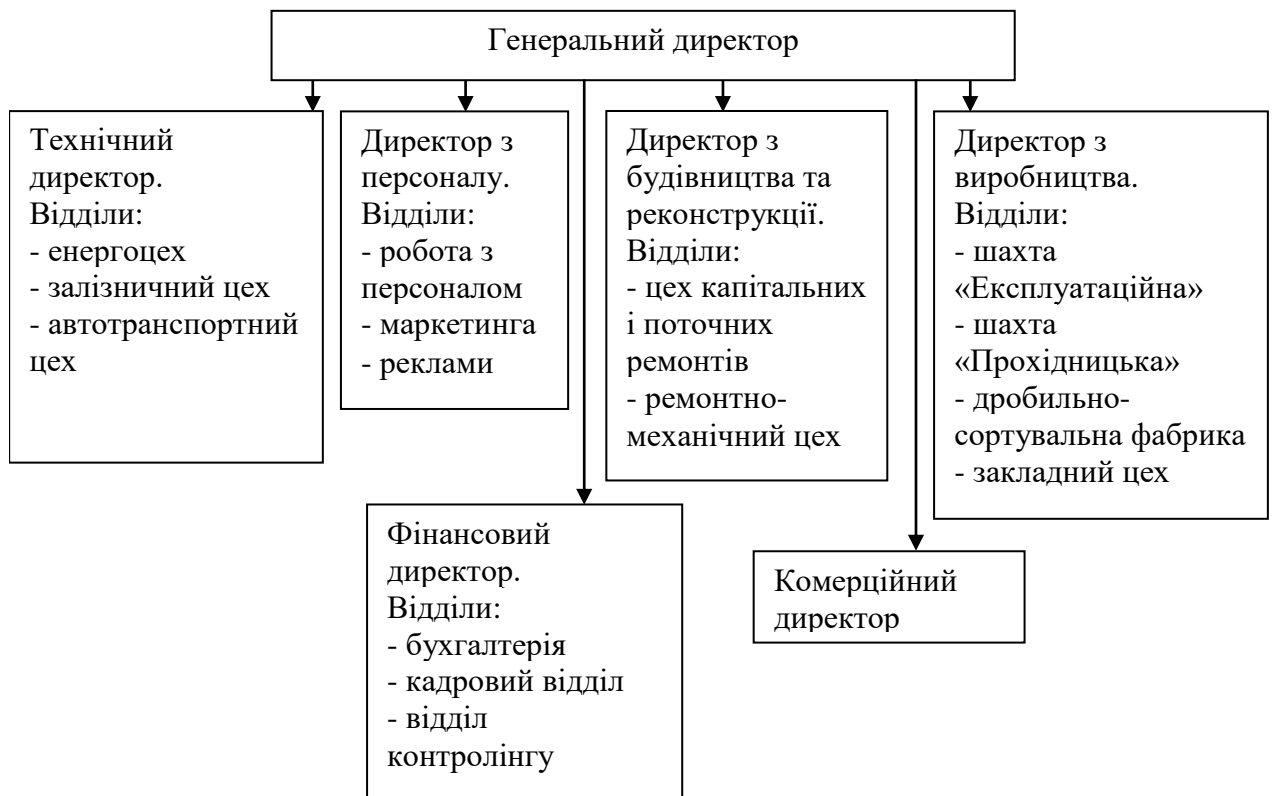 Генеральний директор
Технічний
директор.
Відділи:
- енергоцех
- залізничний цех
- автотранспортний
цех
Директор з
персоналу.
Відділи:
- робота з
персоналом
- маркетинга
- реклами
Директор з
будівництва та
реконструкції.
Відділи:
- цех капітальних
і поточних
ремонтів
- ремонтно-
механічний цех
Директор з
виробництва.
Відділи:
- шахта
«Експлуатаційна»
- шахта
«Прохідницька»
- дробильно-
сортувальна фабрика
- закладний цех
Фінансовий
директор.
Відділи:
- бухгалтерія
- кадровий відділ
- відділ
контролінгу
Комерційний
директор